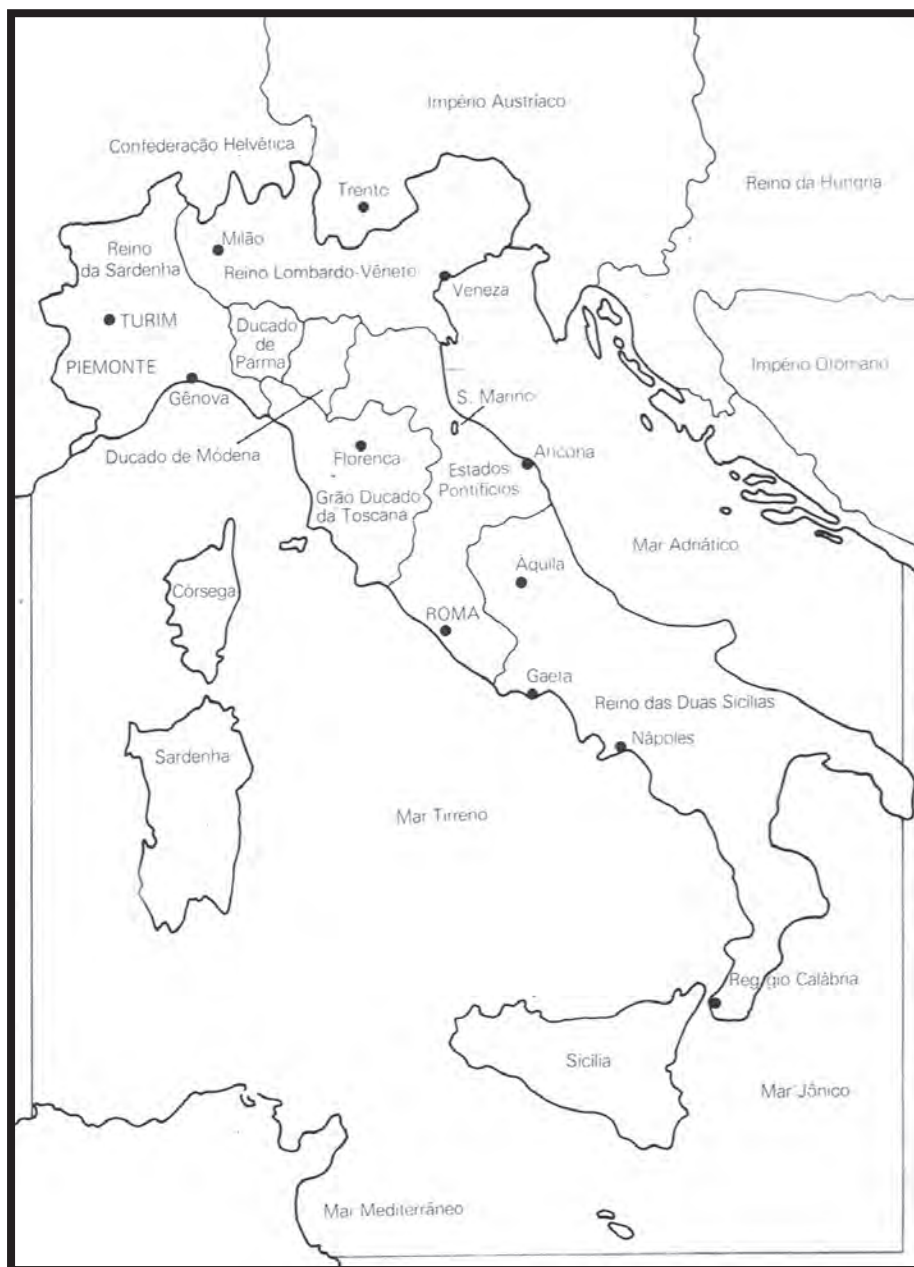 Império Austríaco
Confederação Helvética
Reino da Hungria
Trento
Milão
Reino
da Sardenha
Reino Lombardo-Vêneto
Veneza
TURIM
Ducado
de
Parma
PIEMONTE
Império Otomano
Gênova
S. Marino
Ducado de Módena
Florença
Ancona
Estados
Pontifícios
Grão Ducado
da Toscana
Mar Adriático
Córsega
Áquila
ROMA
Gaeta
Reino das Duas Sicílias
Nápoles
Sardenha
Mar Tirreno
Reggio Calábria
Sicília
Mar Jônico
Mar Mediterrâneo